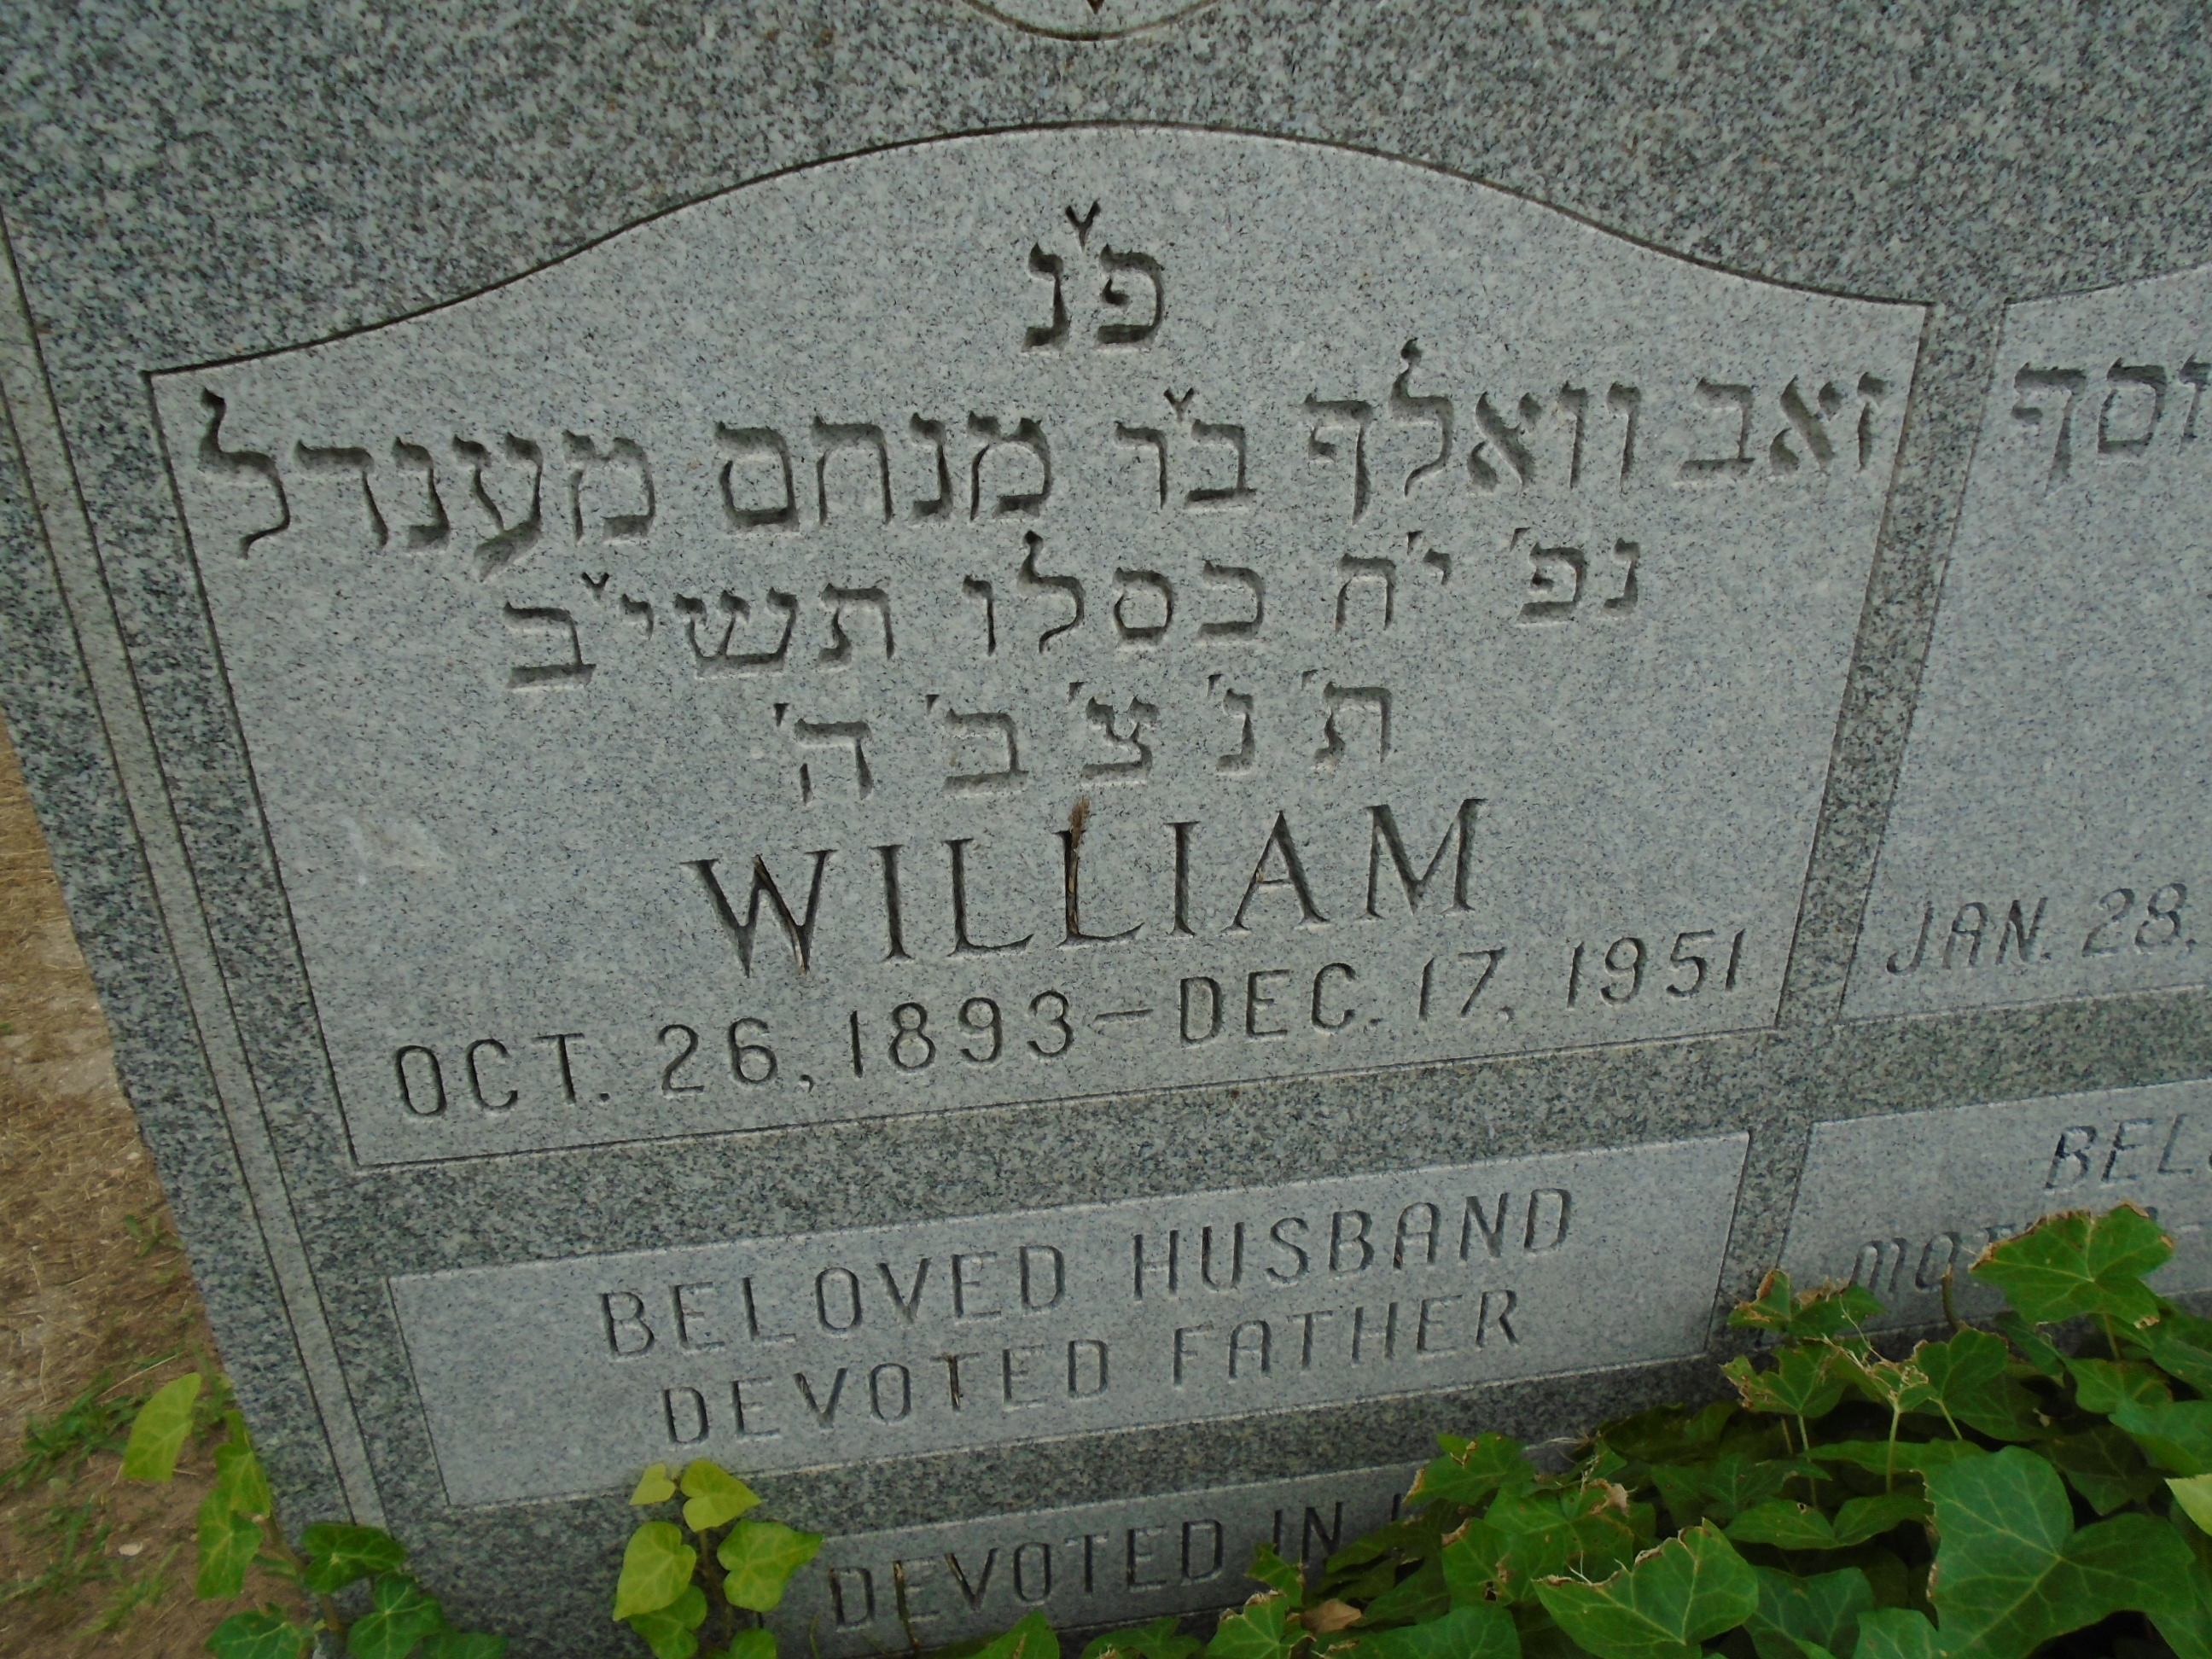 פ״נ
זאב וואלף ב״ר מנחם מענדל
נפ׳ י״ח כסלו תשי״ב
ת׳ נ׳ צ׳ ב׳ ה׳
WILLIAM
OCT. 26, 1893 – DEC. 17, 1951
BELOVED HUSBAND
DEVOTED FATHER
JAN. 28,
DEVOTED IN